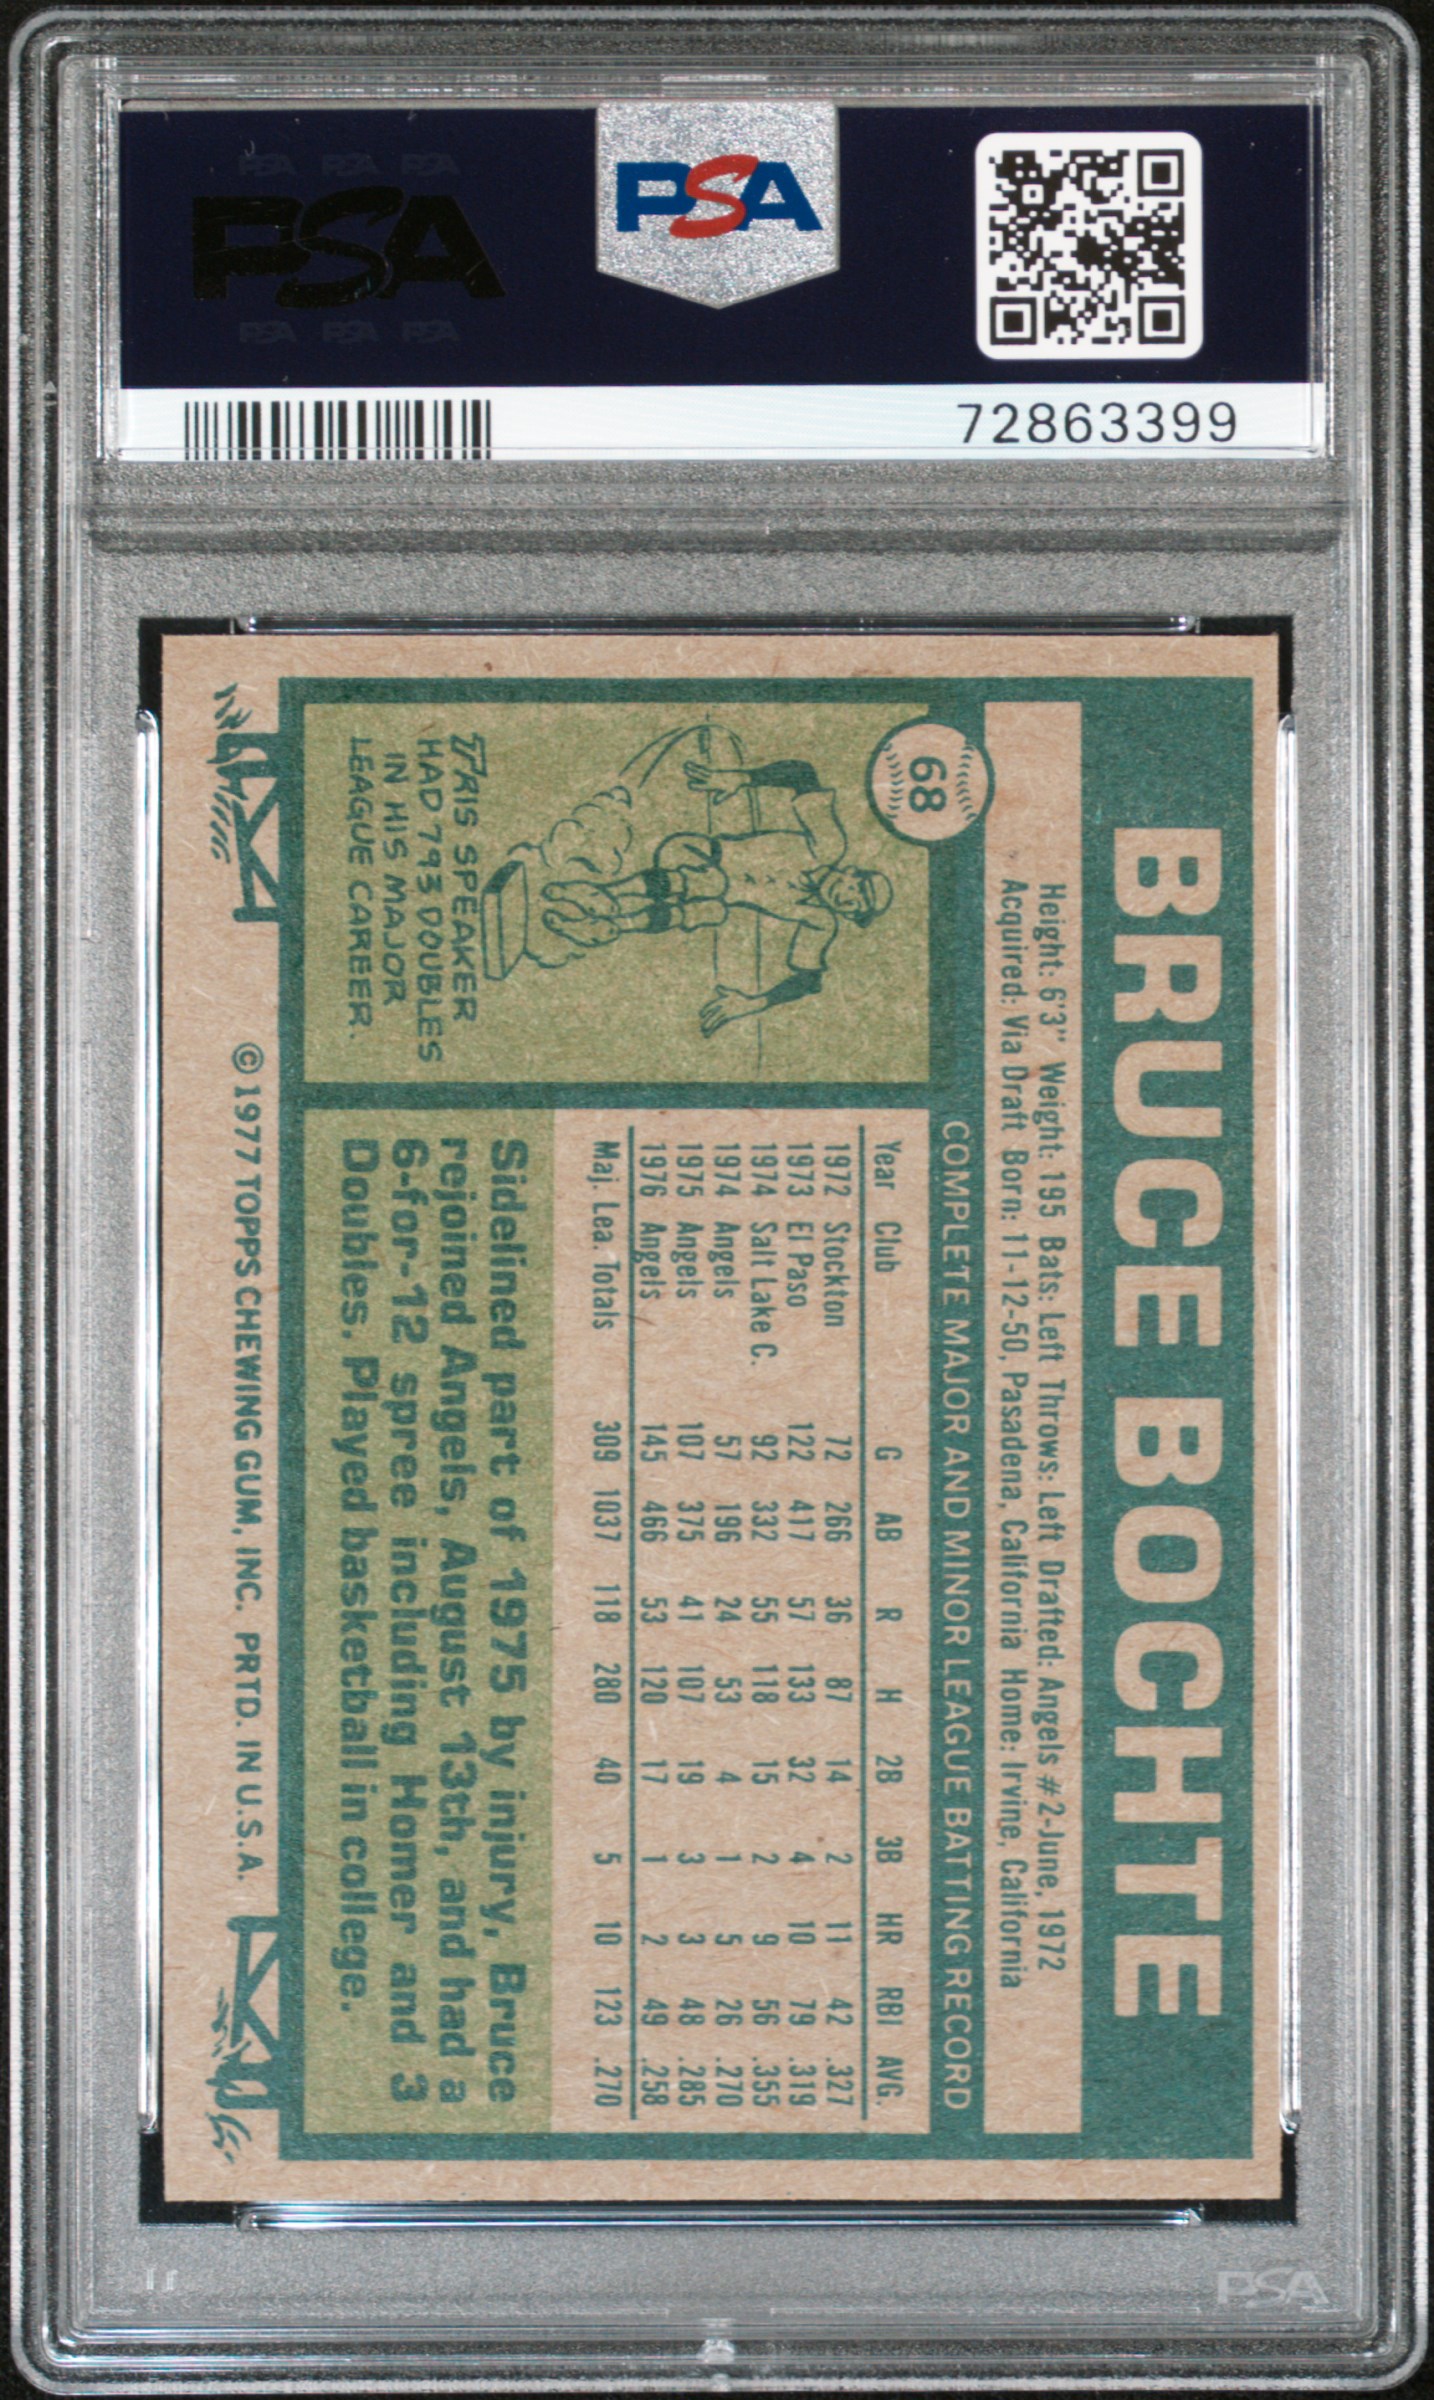 PSA PSA PSA
PSA
PSA PSA PSA
PSA
72863399
BRUCE BOCHTE
Height: 6'3" Weight: 195 Bats: Left Throws: Left Drafted: Angels #2-June, 1972
Acquired: Via Draft Born: 11-12-50, Pasadena, California Home: Irvine, California
68
COMPLETE MAJOR AND MINOR LEAGUE BATTING RECORD
Year Club G AB R H 2B 3B HR RBI AVG.
1972 Stockton 72 266 36 87 14 2 11 42 .327
1973 El Paso 122 417 57 133 32 4 10 79 .319
1974 Salt Lake C. 92 332 55 118 15 2 9 56 .355
1974 Angels 57 196 24 53 4 1 5 26 .270
1975 Angels 107 375 41 107 19 3 3 48 .285
1976 Angels 145 466 53 120 17 1 2 49 .258
Maj. Lea. Totals 309 1037 118 280 40 5 10 123 .270
TRIS SPEAKER
HAD 793 DOUBLES
IN HIS MAJOR
LEAGUE CAREER.
Sidelined part of 1975 by injury, Bruce
rejoined Angels, August 13th, and had a
6-for-12 spree including Homer and 3
Doubles. Played basketball in college.
©1977 TOPPS CHEWING GUM, INC. PRTD. IN U.S.A.
PSA